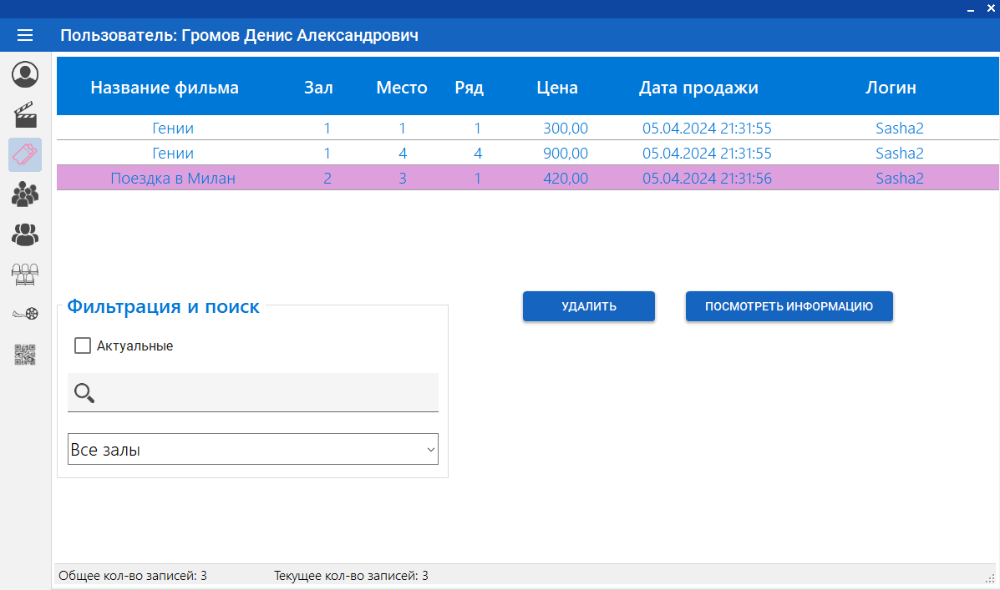 Пользователь: Громов Денис Александрович
Название фильма Зал Место Ряд Цена Дата продажи Логин
Гении 1 1 1 300,00 05.04.2024 21:31:55 Sasha2
Гении 1 4 4 900,00 05.04.2024 21:31:55 Sasha2
Поездка в Милан 2 3 1 420,00 05.04.2024 21:31:56 Sasha2
Фильтрация и поиск
УДАЛИТЬ ПОСМОТРЕТЬ ИНФОРМАЦИЮ
Актуальные
Все залы
Общее кол-во записей: 3 Текущее кол-во записей: 3